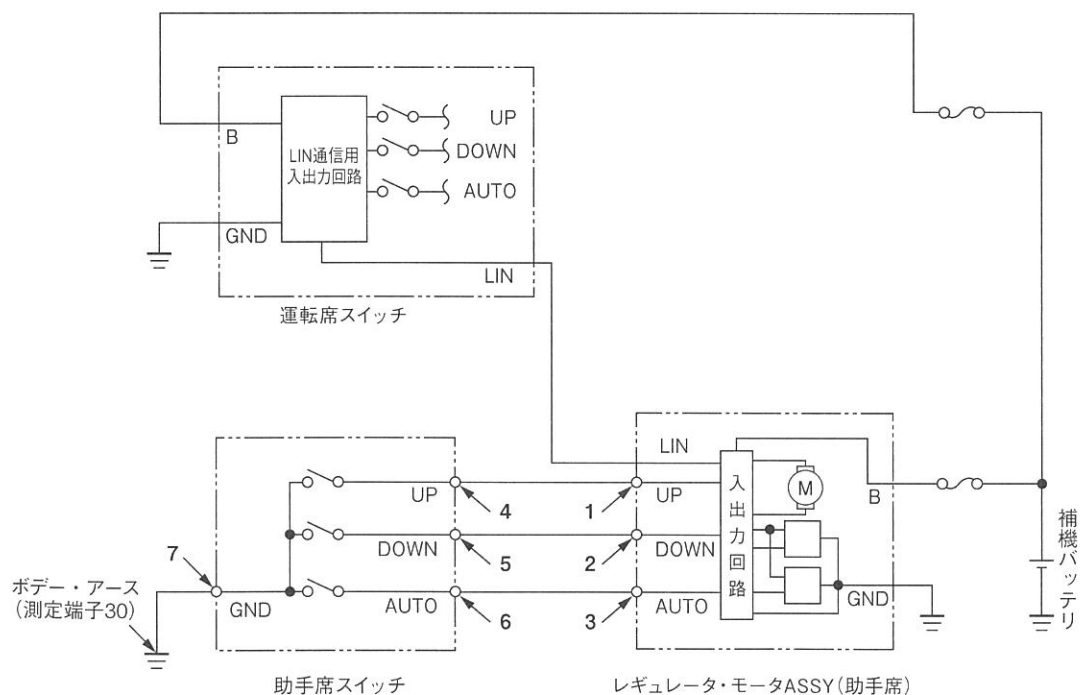 UP
B
LIN通信用
入出力回路
DOWN
AUTO
GND
LIN
運転席スイッチ
LIN
UP
4
1
UP
M
B
入出力回路
DOWN
5
2
DOWN
7
ボデー・アース
(測定端子30)
GND
AUTO
6
3
AUTO
GND
補機バッテリ
助手席スイッチ
レギュレータ・モータASSY(助手席)